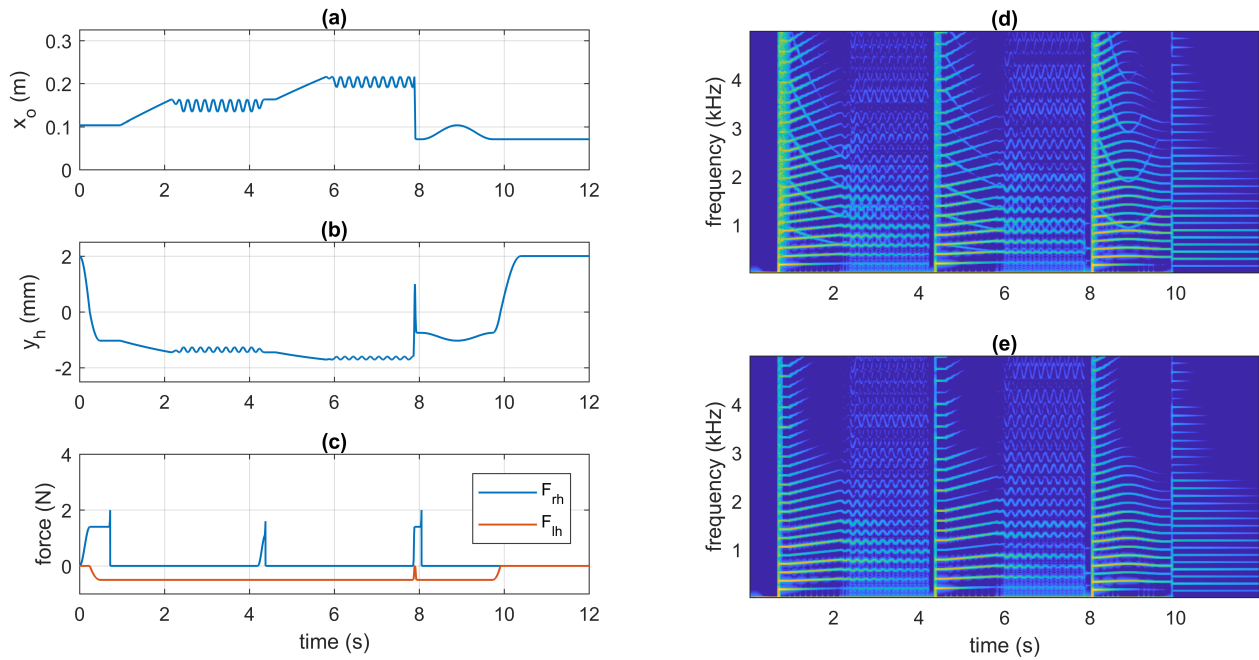 (a)
x_o (m)
0.3
0.2
0.1
0
0 2 4 6 8 10 12
(b)
y_h (mm)
2
0
-2
0 2 4 6 8 10 12
(c)
force (N)
4
2
0
F_rh
F_lh
0 2 4 6 8 10 12
time (s)
(d)
frequency (kHz)
4
3
2
1
2 4 6 8 10
(e)
frequency (kHz)
4
3
2
1
2 4 6 8 10
time (s)